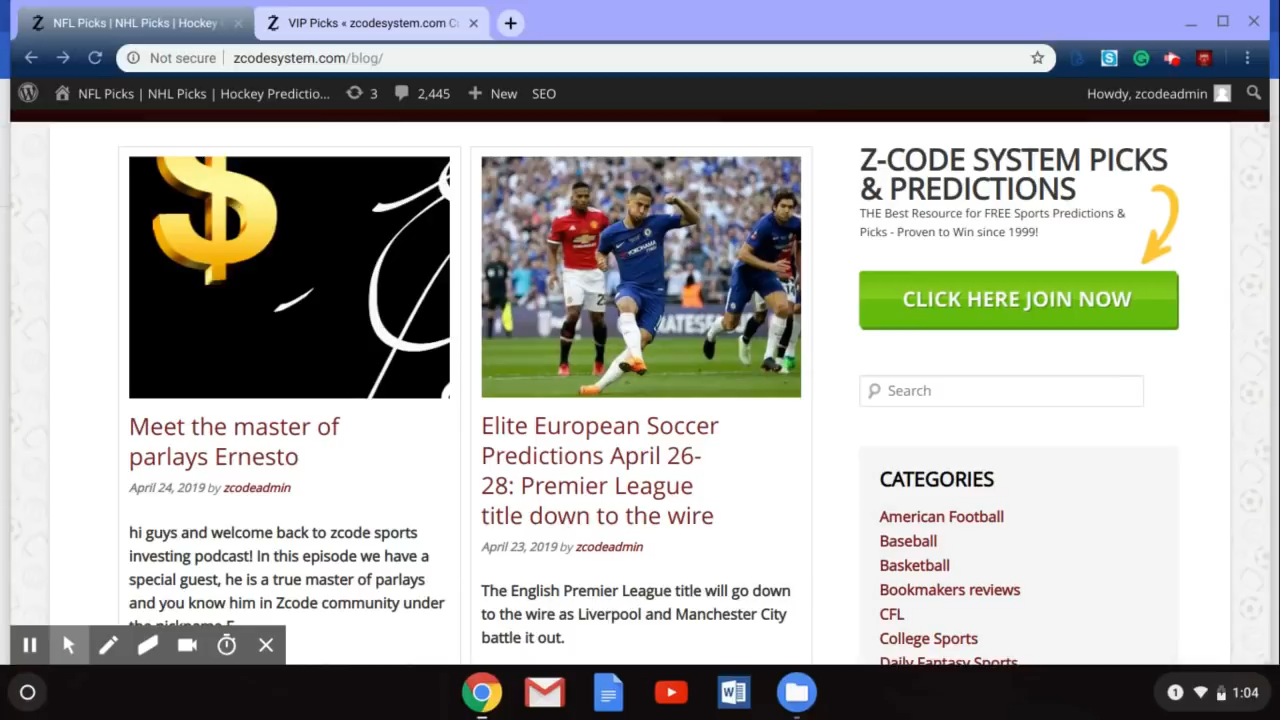 NFL Picks | NHL Picks | Hockey
VIP Picks « zcodesystem.com C
Not secure
zcodesystem.com/blog/
NFL Picks | NHL Picks | Hockey Predictio...
3
2,445
New
SEO
Howdy, zcodeadmin
Meet the master of
parlays Ernesto
April 24, 2019 by zcodeadmin
hi guys and welcome back to zcode sports
investing podcast! In this episode we have a
special guest, he is a true master of parlays
and you know him in Zcode community under
Elite European Soccer
Predictions April 26-
28: Premier League
title down to the wire
April 23, 2019 by zcodeadmin
The English Premier League title will go down
to the wire as Liverpool and Manchester City
battle it out.
Z-CODE SYSTEM PICKS
& PREDICTIONS
THE Best Resource for FREE Sports Predictions &
Picks - Proven to Win since 1999!
CLICK HERE JOIN NOW
Search
CATEGORIES
American Football
Baseball
Basketball
Bookmakers reviews
CFL
College Sports
Daily Fantasy Sports
1
1:04